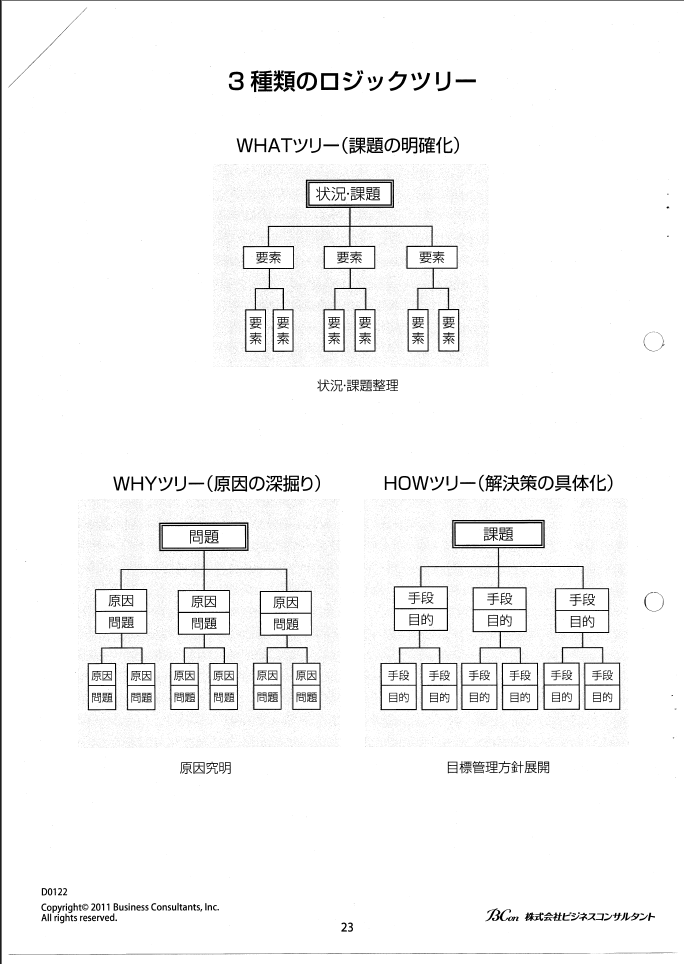 3種類のロジックツリー
WHATツリー(課題の明確化)
状況・課題
要素 要素 要素
要素 要素 要素 要素 要素 要素
状況・課題整理
WHYツリー(原因の深掘り)
問題
原因 原因 原因
問題 問題 問題
原因 原因 原因 原因 原因 原因
問題 問題 問題 問題 問題 問題
原因究明
HOWツリー(解決策の具体化)
課題
手段 手段 手段
目的 目的 目的
手段 手段 手段 手段 手段 手段
目的 目的 目的 目的 目的 目的
目標管理方針展開
D0122
Copyright© 2011 Business Consultants, Inc.
All rights reserved.
23
BCon 株式会社ビジネスコンサルタント